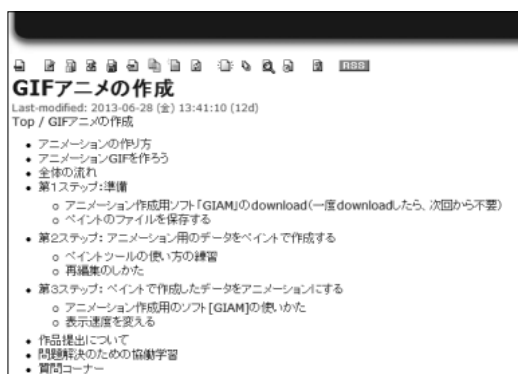 RSS
GIFアニメの作成
Last-modified: 2013-06-28 (金) 13:41:10 (12d)
Top / GIFアニメの作成
アニメーションの作り方
アニメーションGIFを作ろう
全体の流れ
第1ステップ：準備
アニメーション作成用ソフト「GIAM」のdownload(一度downloadしたら、次回から不要)
ペイントのファイルを保存する
第2ステップ: アニメーション用のデータをペイントで作成する
ペイントツールの使い方の練習
再編集のしかた
第3ステップ: ペイントで作成したデータをアニメーションにする
アニメーション作成用のソフト[GIAM]の使いかた
表示速度を変える
作品提出について
問題解決のための協働学習
質問コーナー